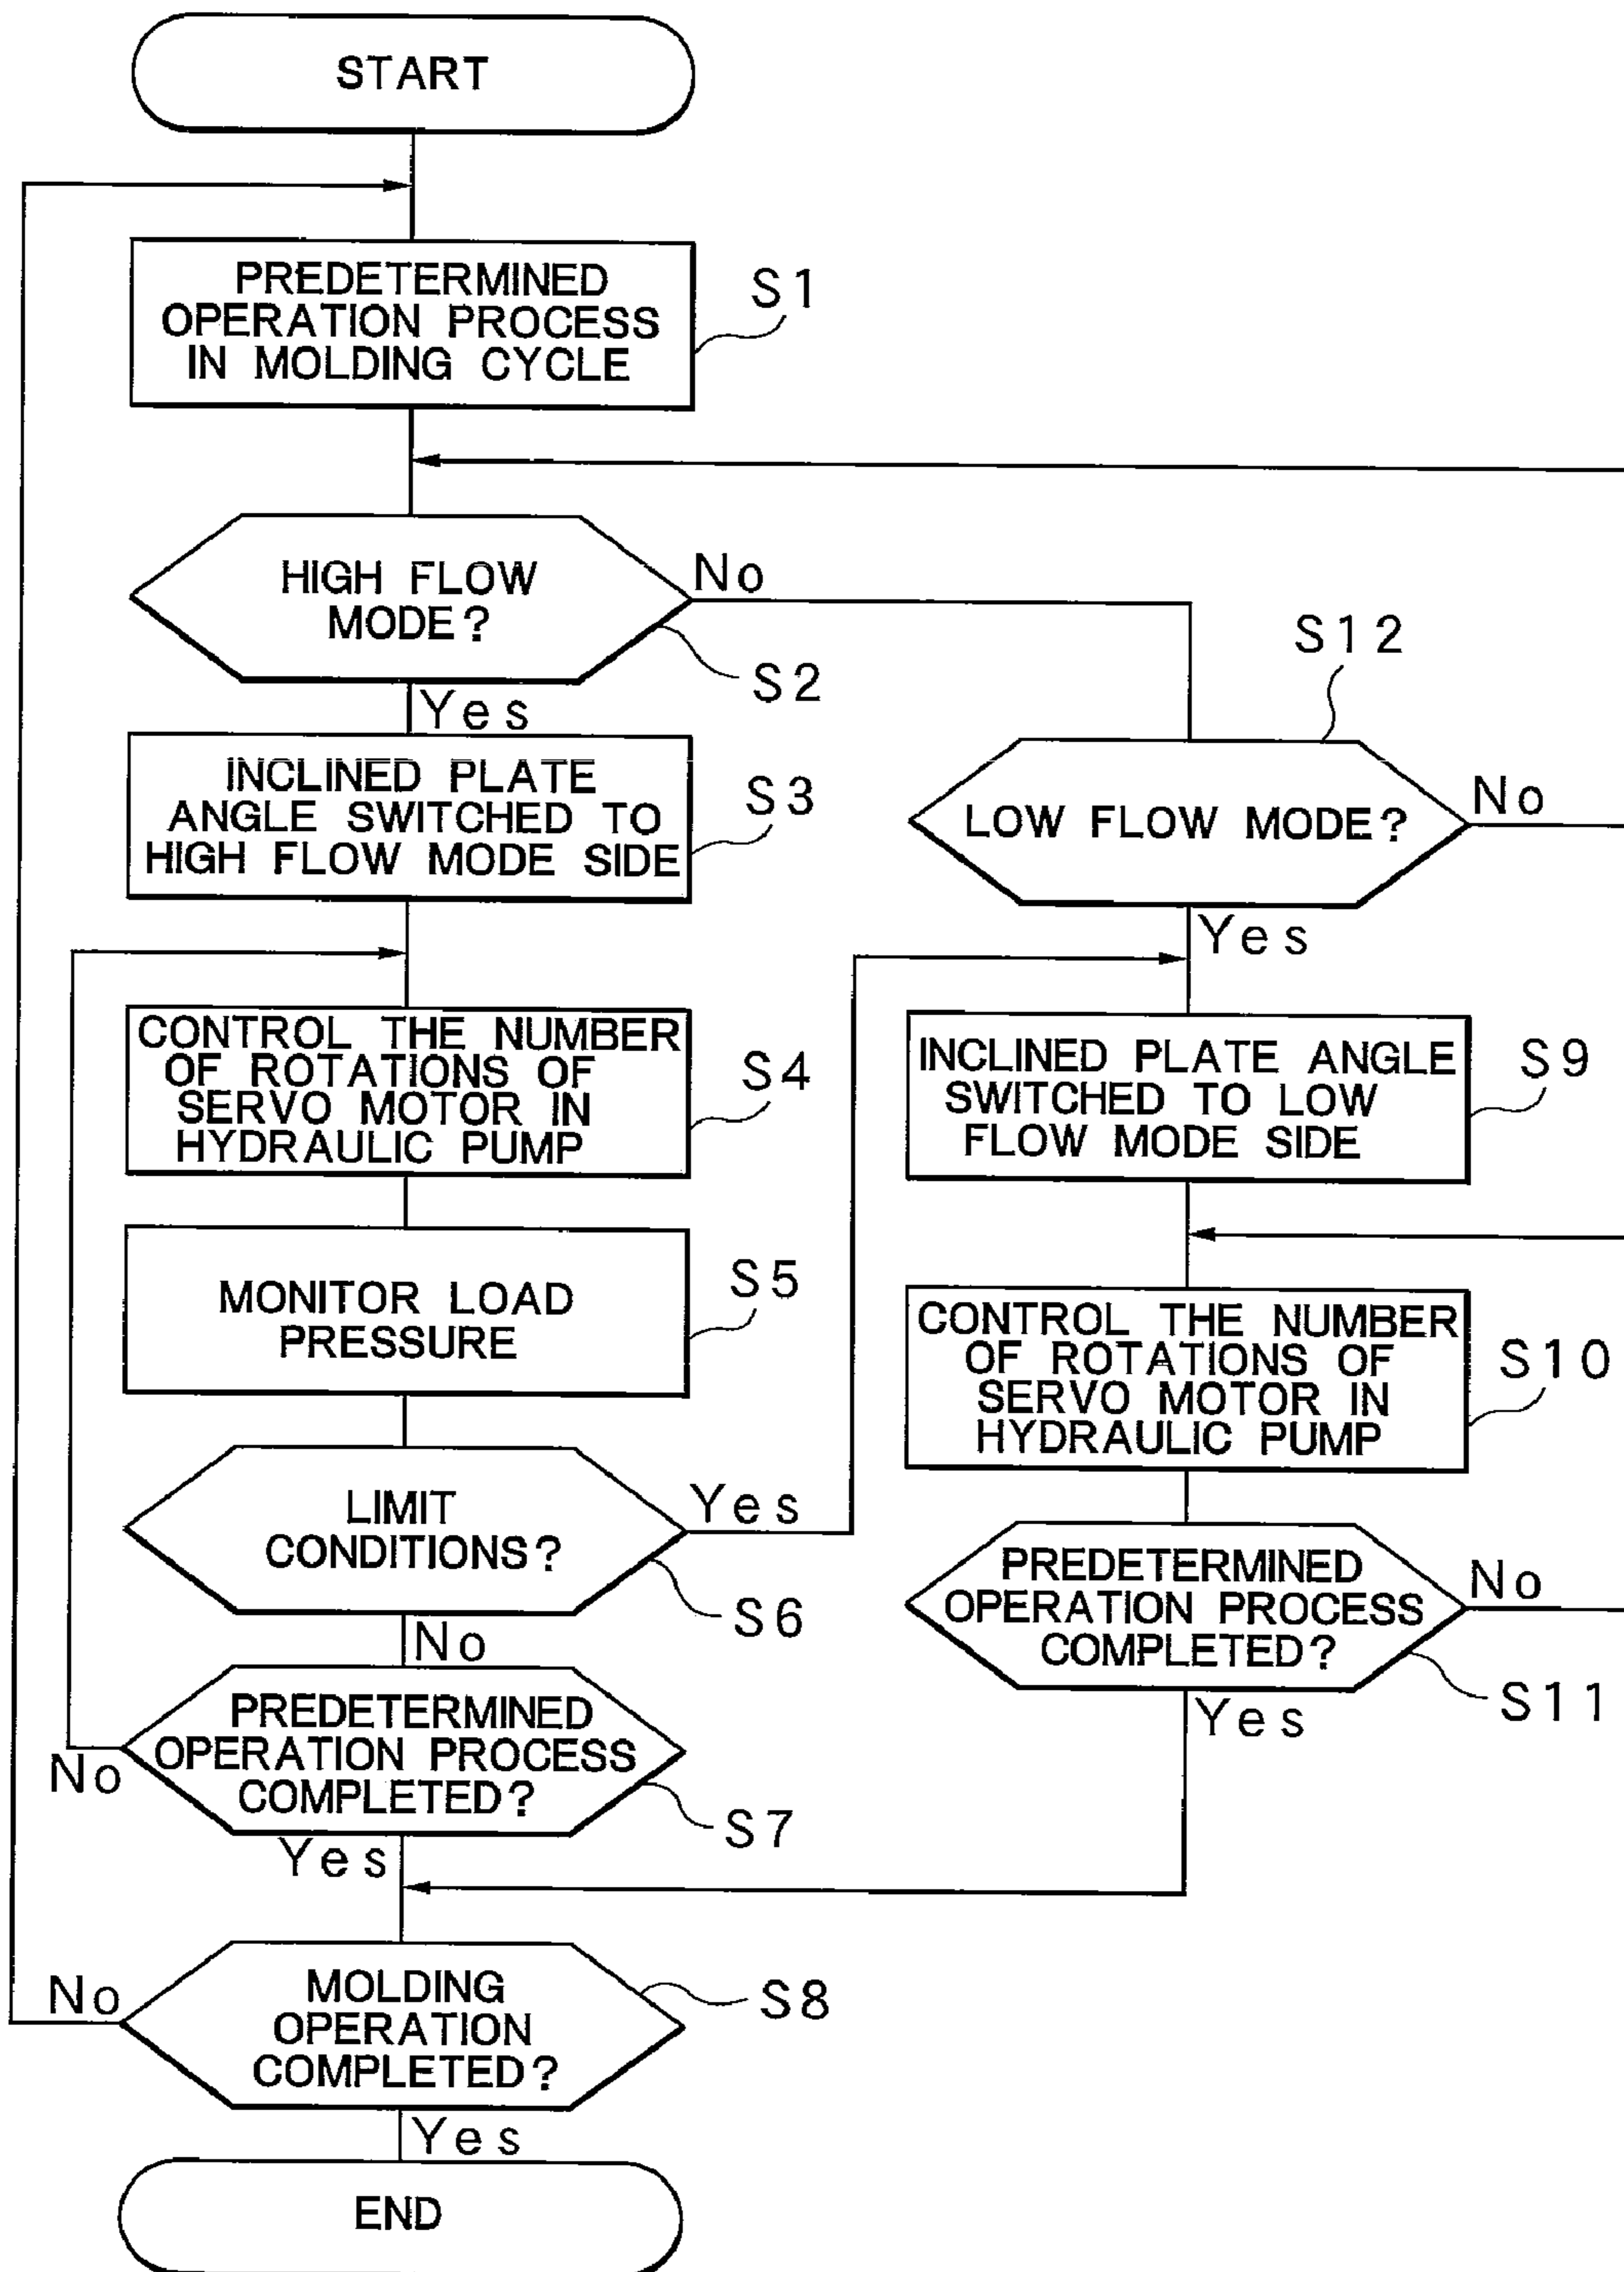 START
PREDETERMINED
OPERATION PROCESS
IN MOLDING CYCLE
S1
HIGH FLOW
MODE?
No
S2
Yes
S12
LOW FLOW MODE?
No
Yes
INCLINED PLATE
ANGLE SWITCHED TO
HIGH FLOW MODE SIDE
S3
CONTROL THE NUMBER
OF ROTATIONS OF
SERVO MOTOR IN
HYDRAULIC PUMP
S4
MONITOR LOAD
PRESSURE
S5
LIMIT
CONDITIONS?
Yes
S6
No
PREDETERMINED
OPERATION PROCESS
COMPLETED?
No
S7
Yes
INCLINED PLATE ANGLE
SWITCHED TO LOW
FLOW MODE SIDE
S9
CONTROL THE NUMBER
OF ROTATIONS OF
SERVO MOTOR IN
HYDRAULIC PUMP
S10
PREDETERMINED
OPERATION PROCESS
COMPLETED?
No
S11
Yes
MOLDING
OPERATION
COMPLETED?
No
S8
Yes
END